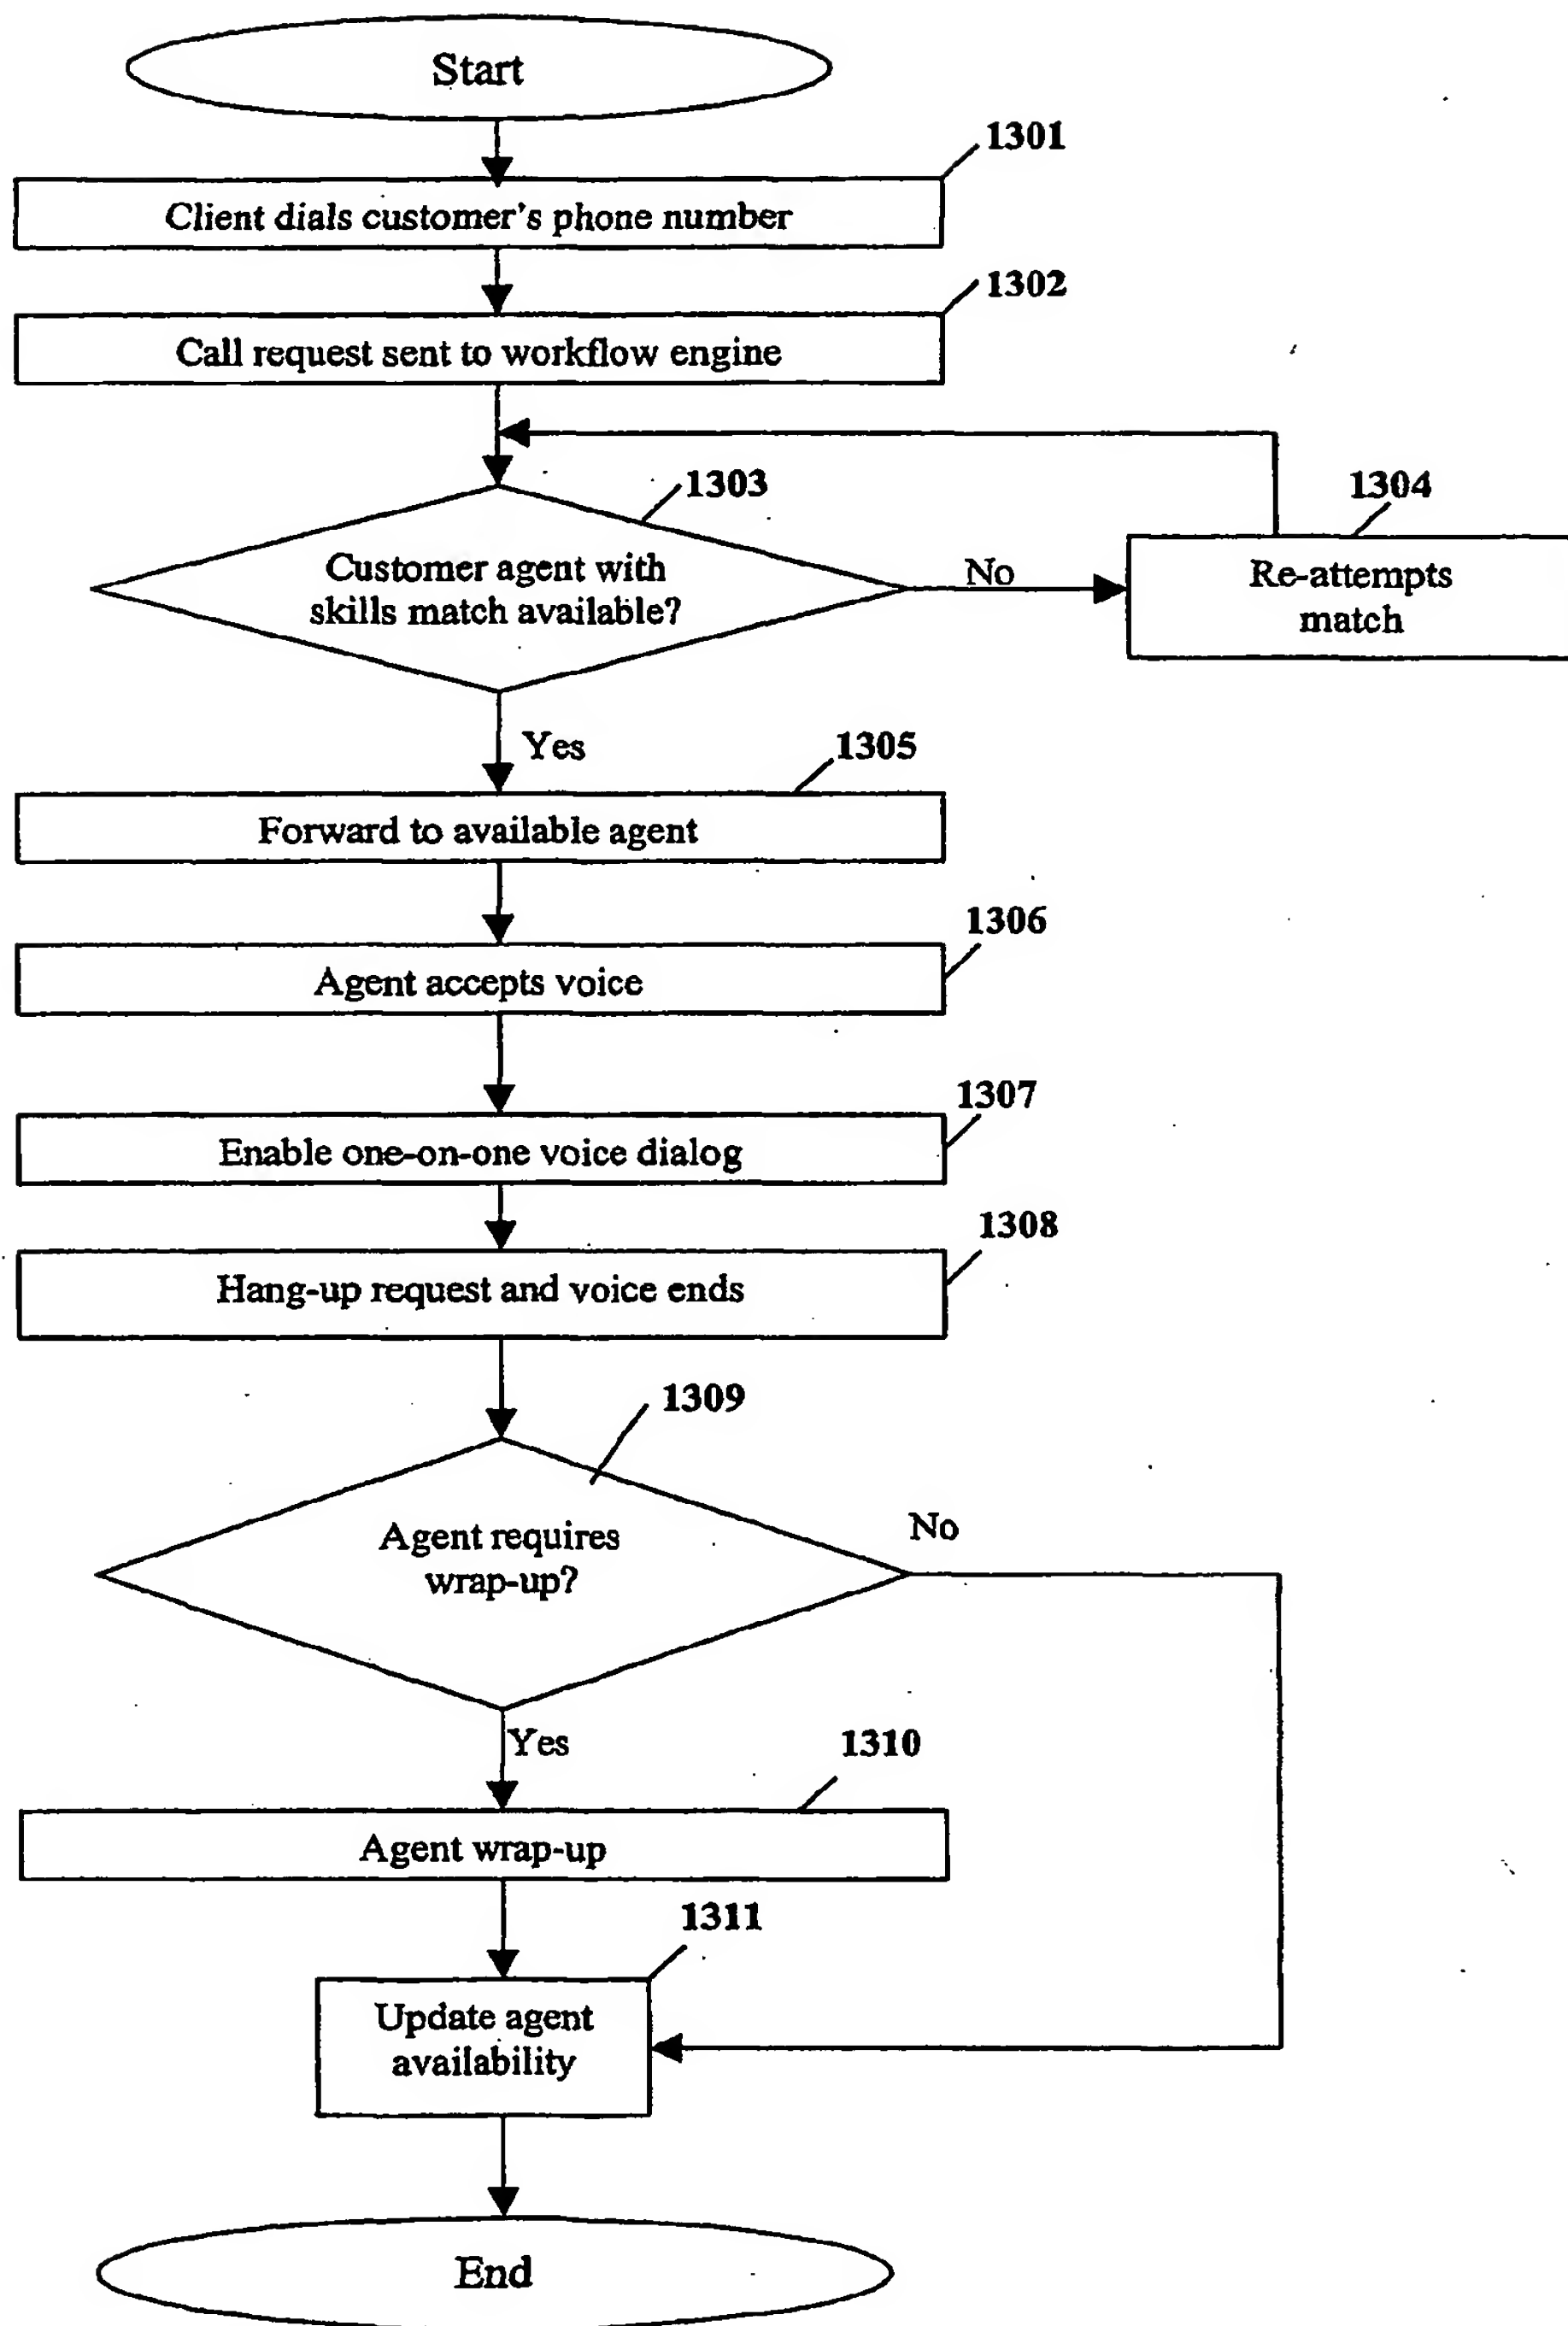 Start
1301
Client dials customer's phone number
1302
Call request sent to workflow engine
1303
Customer agent with
skills match available?
No
1304
Re-attempts
match
Yes
1305
Forward to available agent
1306
Agent accepts voice
1307
Enable one-on-one voice dialog
1308
Hang-up request and voice ends
1309
Agent requires
wrap-up?
No
Yes
1310
Agent wrap-up
1311
Update agent
availability
End